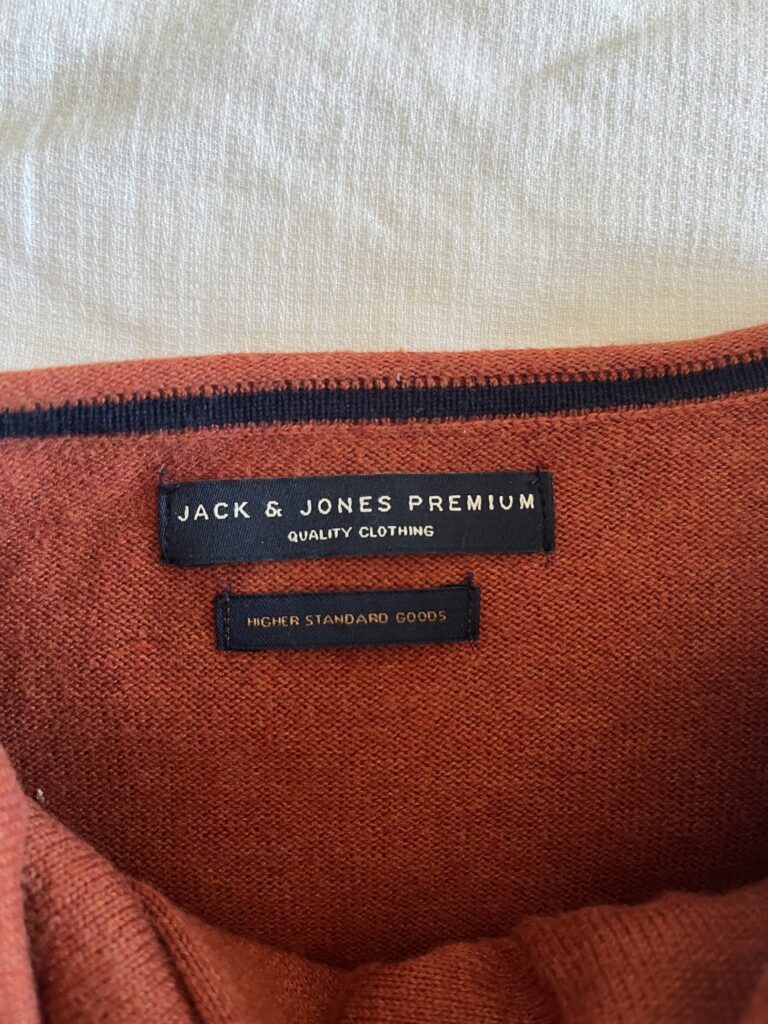 JACK & JONES PREMIUM
QUALITY CLOTHING
HIGHER STANDARD GOODS